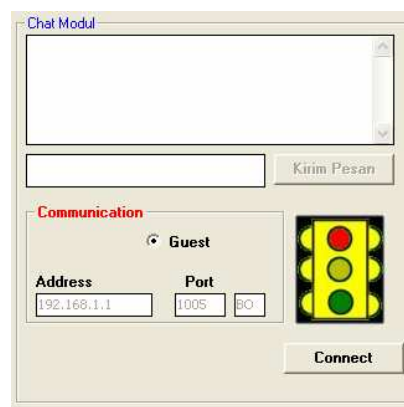 Chat Modul
Kirim Pesan
Communication
Guest
Address Port
192.168.1.1 1005 BO
Connect